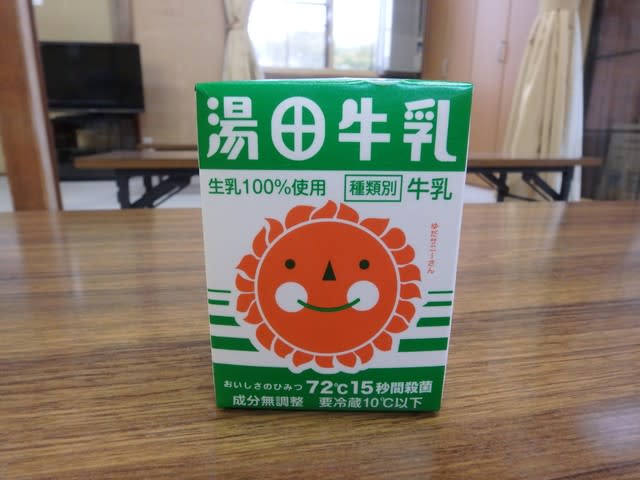 湯田牛乳
生乳100%使用 種類別 牛乳
ゆだサニーさん
おいしさのひみつ 72℃15秒間殺菌
成分無調整 要冷蔵10℃以下